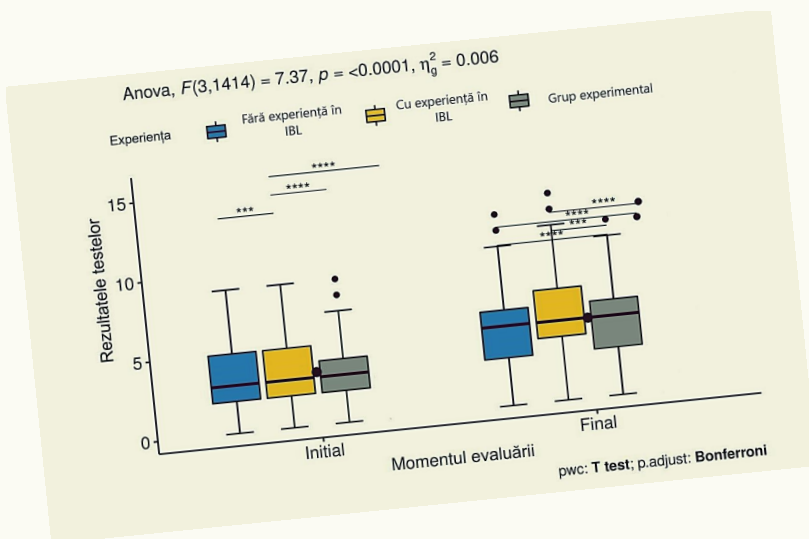 Anova, F(3,1414) = 7.37, p = <0.0001, η²g = 0.006
Experiența
Fără experiență în
IBL
Cu experiență în
IBL
Grup experimental
Rezultatele testelor
15
10
5
0
***
****
****
****
****
***
****
Initial
Final
Momentul evaluării
pwc: T test; p.adjust: Bonferroni